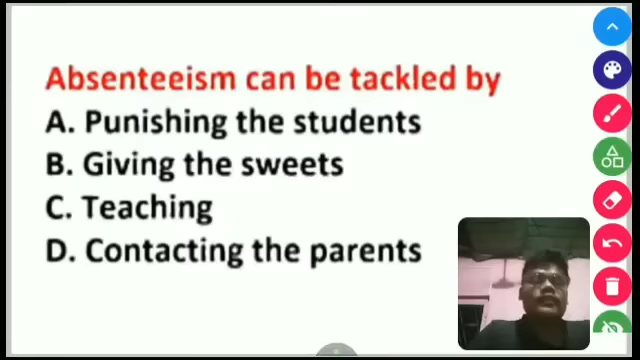 Absenteeism can be tackled by
A. Punishing the students
B. Giving the sweets
C. Teaching
D. Contacting the parents